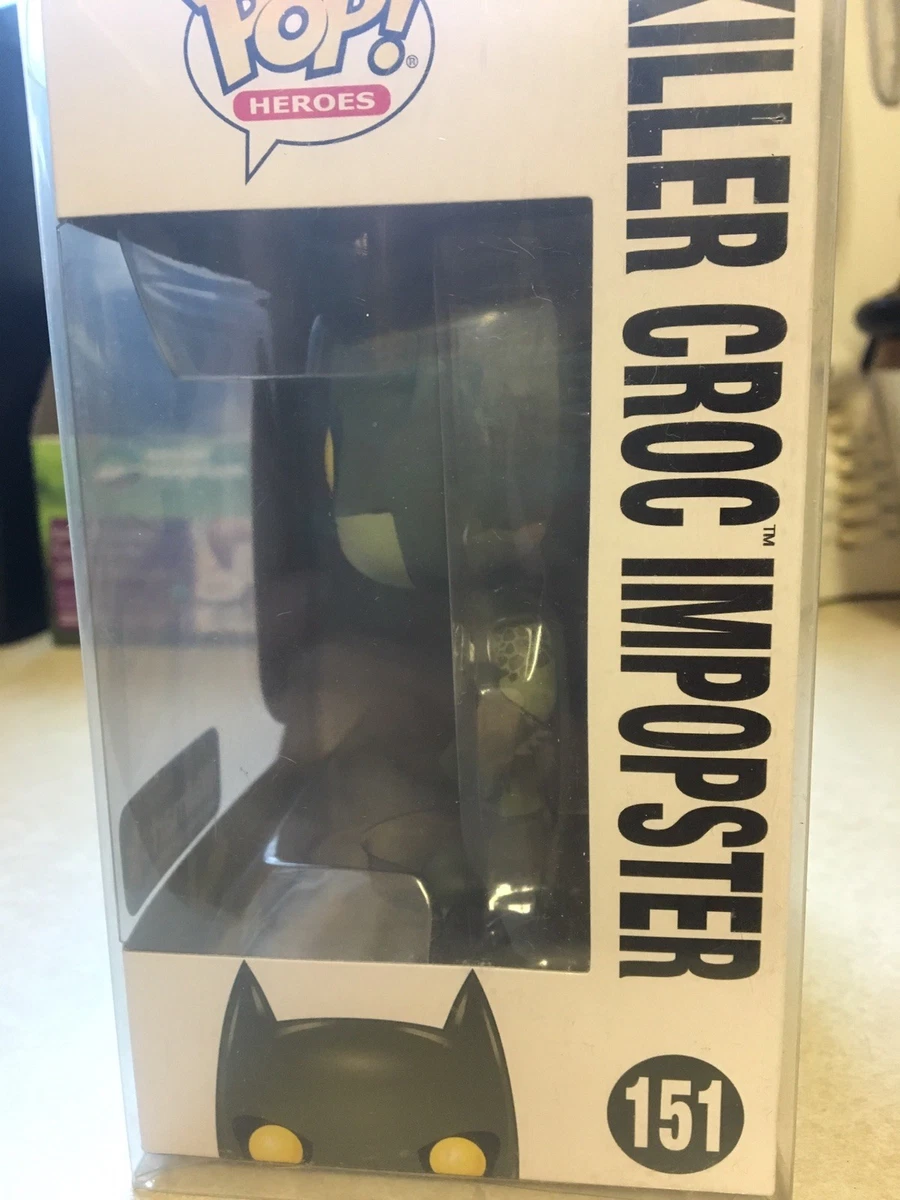 POP!®
HEROES
KILLER CROC™ IMPOPSTER
151